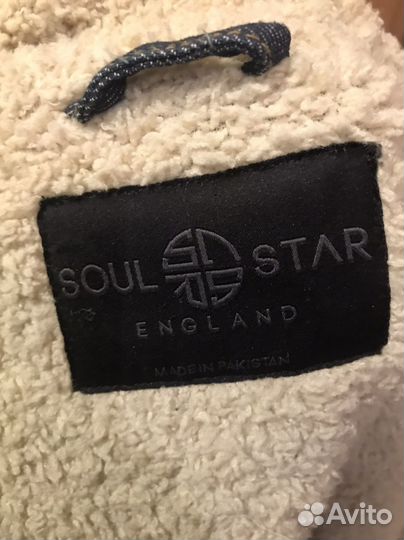 SOUL STAR
ENGLAND
MADE IN PAKISTAN
Avito